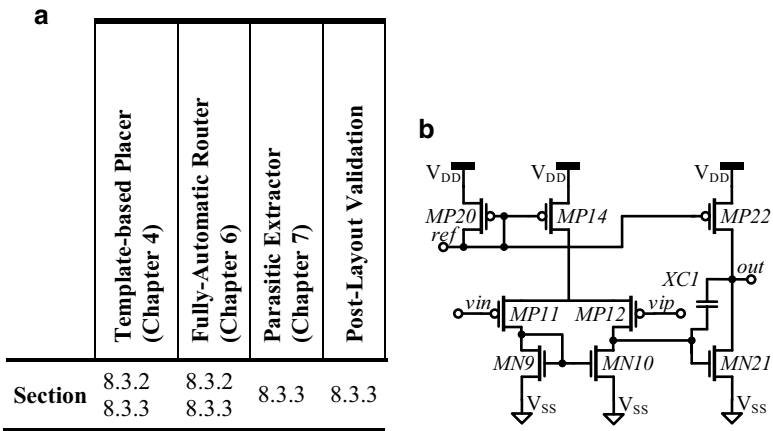 a
Template-based Placer
(Chapter 4)
Fully-Automatic Router
(Chapter 6)
Parasitic Extractor
(Chapter 7)
Post-Layout Validation
Section
8.3.2
8.3.3
8.3.2
8.3.3
8.3.3
8.3.3
b
VDD
VDD
VDD
MP20
MP14
MP22
ref
XC1
out
vin
MP11
MP12
vip
MN9
MN10
MN21
VSS
VSS
VSS